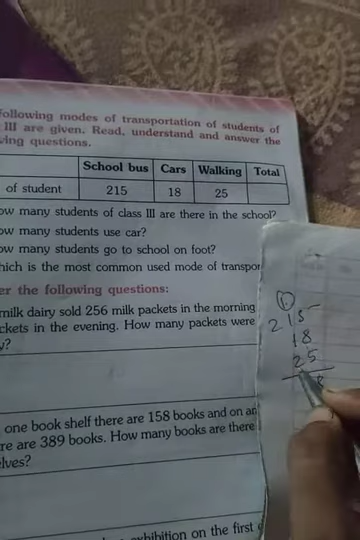 following modes of transportation of students of
III are given. Read, understand and answer the
ving questions.
School bus Cars Walking Total
of student 215 18 25
ow many students of class III are there in the school?
ow many students use car?
ow many students go to school on foot?
hich is the most common used mode of transpor
er the following questions:
milk dairy sold 256 milk packets in the morning
ckets in the evening. How many packets were
y?
one book shelf there are 158 books and on an
re are 389 books. How many books are there
elves?
exhibition on the first
1.
215
18
25
8